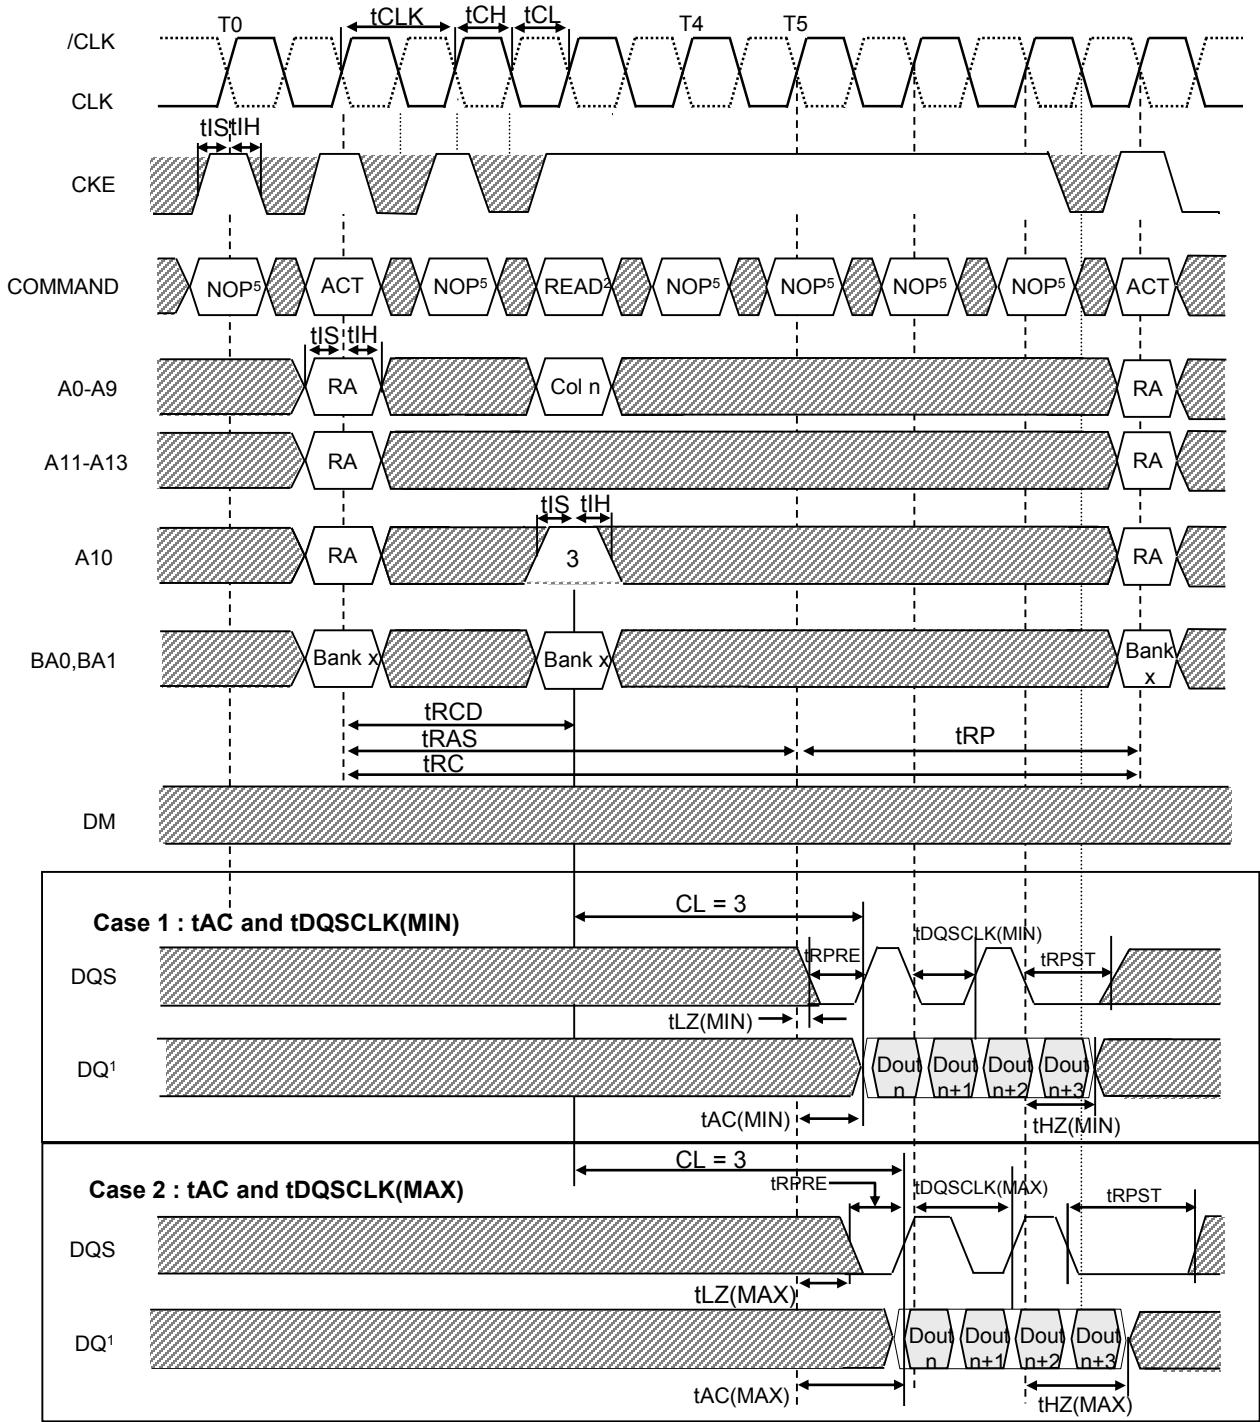 tCLK tCH tCL
T0 T4 T5
/CLK
CLK
tIS tIH
CKE
COMMAND NOP⁵ ACT NOP⁵ READ² NOP⁵ NOP⁵ NOP⁵ NOP⁵ ACT
tIS tIH
A0-A9 RA Col n RA
A11-A13 RA RA
tIS tIH
A10 RA 3 RA
BA0,BA1 Bank x Bank x Bank x
tRCD
tRAS tRP
tRC
DM
CL = 3
Case 1 : tAC and tDQSCLK(MIN)
tDQSCLK(MIN)
DQS tRPRE tRPST
tLZ(MIN)
DQ¹ Dout n Dout n+1 Dout n+2 Dout n+3
tAC(MIN) tHZ(MIN)
CL = 3
Case 2 : tAC and tDQSCLK(MAX)
tRPRE tDQSCLK(MAX) tRPST
DQS
tLZ(MAX)
DQ¹ Dout n Dout n+1 Dout n+2 Dout n+3
tAC(MAX) tHZ(MAX)